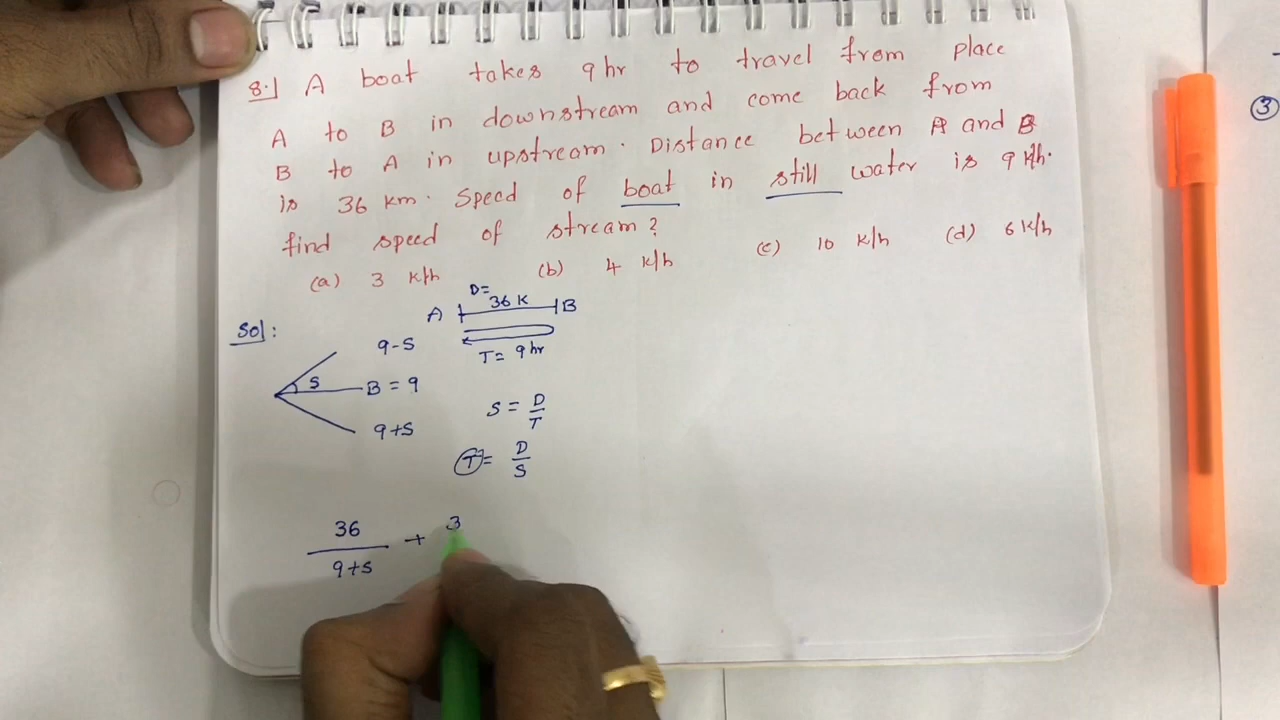 8.] A boat takes 9 hr to travel from place
A to B in downstream and come back from
B to A in upstream. Distance between A and B
is 36 km. Speed of boat in still water is 9 k/h.
find speed of stream?
(a) 3 k/h (b) 4 k/h (c) 10 k/h (d) 6 k/h
Sol:
D=
A 36 K B
T = 9 hr
9-S
S B = 9
9+S
S = D/T
T = D/S
36/9+S + 3
3